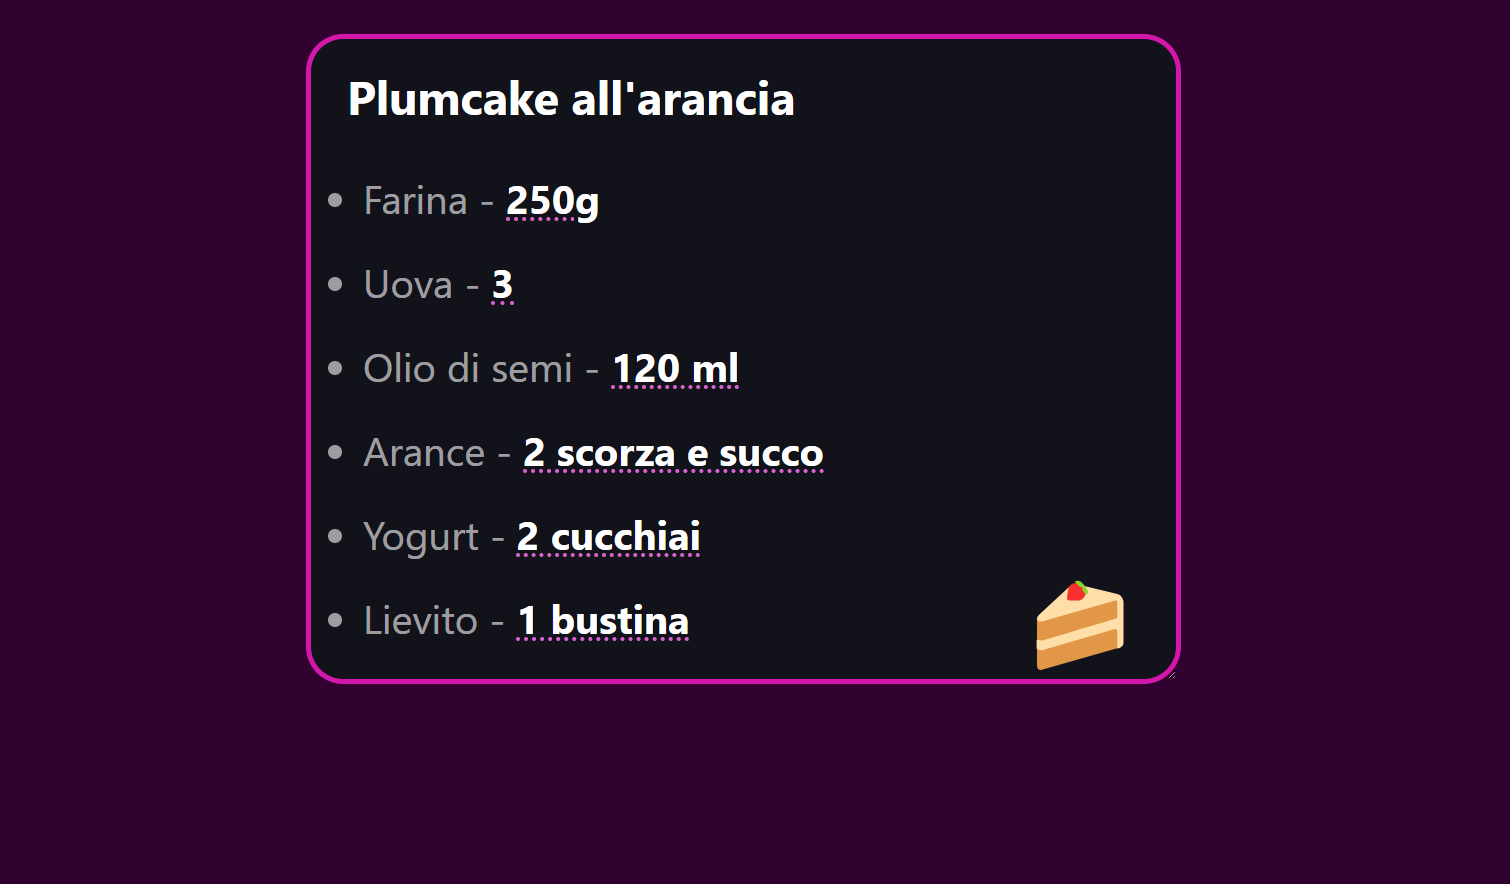 Plumcake all'arancia
Farina - 250g
Uova - 3
Olio di semi - 120 ml
Arance - 2 scorza e succo
Yogurt - 2 cucchiai
Lievito - 1 bustina